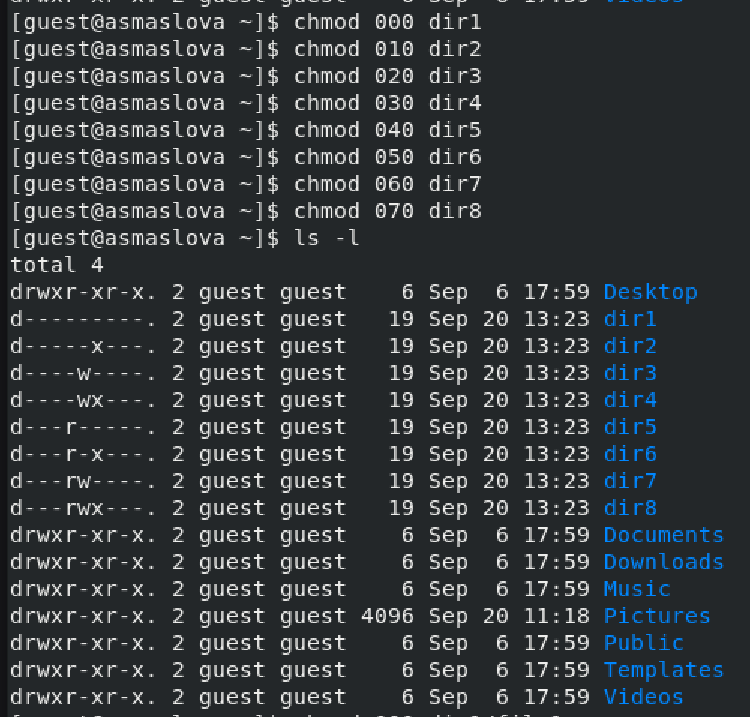 [guest@asmaslova ~]$ chmod 000 dir1
[guest@asmaslova ~]$ chmod 010 dir2
[guest@asmaslova ~]$ chmod 020 dir3
[guest@asmaslova ~]$ chmod 030 dir4
[guest@asmaslova ~]$ chmod 040 dir5
[guest@asmaslova ~]$ chmod 050 dir6
[guest@asmaslova ~]$ chmod 060 dir7
[guest@asmaslova ~]$ chmod 070 dir8
[guest@asmaslova ~]$ ls -l
total 4
drwxr-xr-x. 2 guest guest    6 Sep  6 17:59 Desktop
d---------. 2 guest guest   19 Sep 20 13:23 dir1
d-----x---. 2 guest guest   19 Sep 20 13:23 dir2
d----w----. 2 guest guest   19 Sep 20 13:23 dir3
d----wx---. 2 guest guest   19 Sep 20 13:23 dir4
d---r-----. 2 guest guest   19 Sep 20 13:23 dir5
d---r-x---. 2 guest guest   19 Sep 20 13:23 dir6
d---rw----. 2 guest guest   19 Sep 20 13:23 dir7
d---rwx---. 2 guest guest   19 Sep 20 13:23 dir8
drwxr-xr-x. 2 guest guest    6 Sep  6 17:59 Documents
drwxr-xr-x. 2 guest guest    6 Sep  6 17:59 Downloads
drwxr-xr-x. 2 guest guest    6 Sep  6 17:59 Music
drwxr-xr-x. 2 guest guest 4096 Sep 20 11:18 Pictures
drwxr-xr-x. 2 guest guest    6 Sep  6 17:59 Public
drwxr-xr-x. 2 guest guest    6 Sep  6 17:59 Templates
drwxr-xr-x. 2 guest guest    6 Sep  6 17:59 Videos